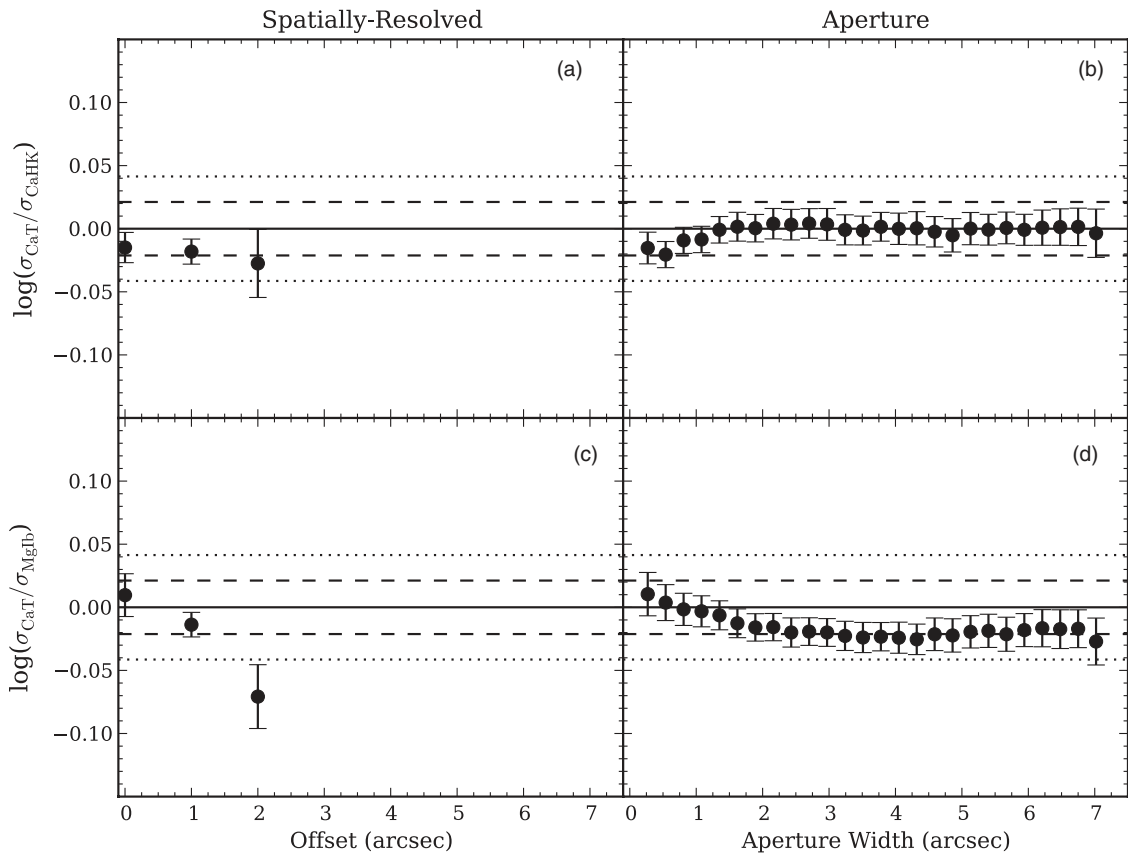 Spatially-Resolved
Aperture
(a)
(b)
0.10
0.05
0.00
−0.05
−0.10
log(σCaT/σCaHK)
(c)
(d)
0.10
0.05
0.00
−0.05
−0.10
log(σCaT/σMgIb)
0 1 2 3 4 5 6 7
0 1 2 3 4 5 6 7
Offset (arcsec)
Aperture Width (arcsec)